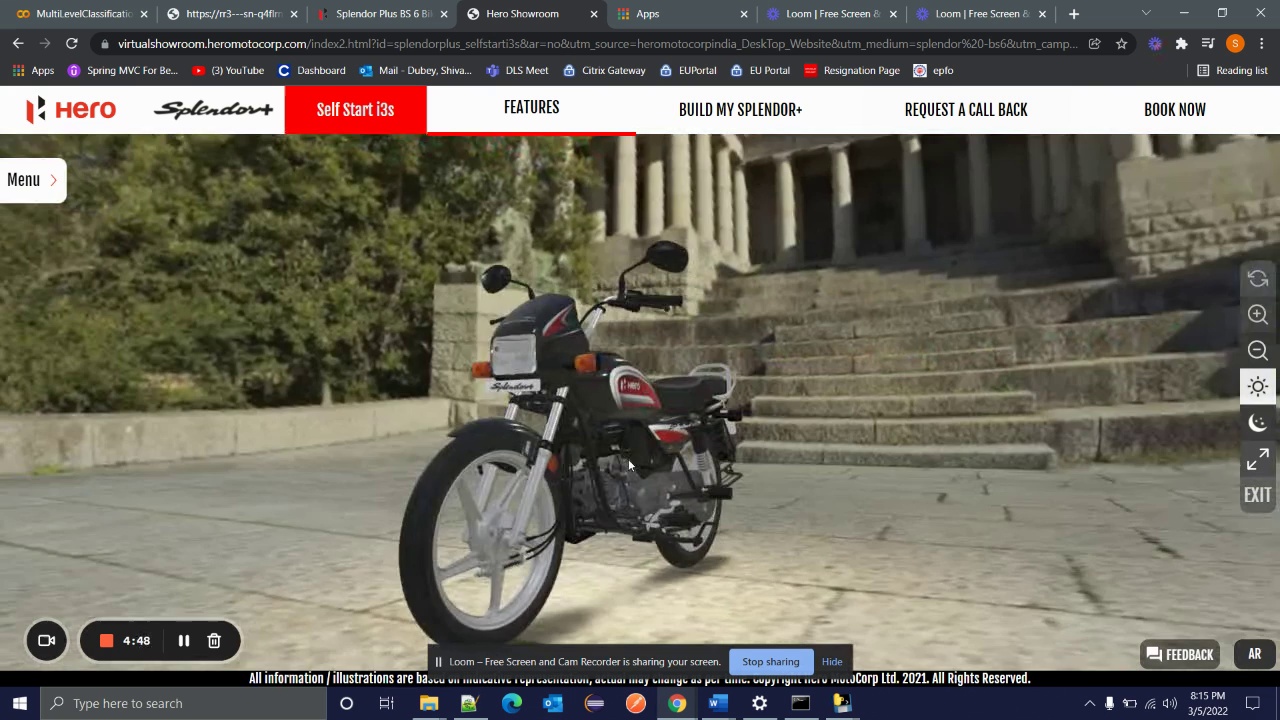 MultiLevelClassificatio
https://rr3---sn-q4flrn
Splendor Plus BS 6 Bi
Hero Showroom
Apps
Loom | Free Screen &
Loom | Free Screen &
virtualshowroom.heromotocorp.com/index2.html?id=splendorplus_selfstarti3s&at=no&utm_source=heromotocorpindia_DeskTop_Website&utm_medium=splendor%20-bs6&utm_camp...
S
Apps
Spring MVC For Be...
(3) YouTube
Dashboard
Mail - Dubey, Shiva...
DLS Meet
Citrix Gateway
EUPortal
EU Portal
Resignation Page
epfo
Reading list
HERO
Splendor+
Self Start i3s
FEATURES
BUILD MY SPLENDOR+
REQUEST A CALL BACK
BOOK NOW
Menu
HERO
Splendor+
EXIT
4:48
Loom – Free Screen and Cam Recorder is sharing your screen.
Stop sharing
Hide
FEEDBACK
AR
All information / illustrations are based on indicative representation, actual may change as per time. Copyright Hero MotoCorp Ltd. 2021. All Rights Reserved.
Type here to search
8:15 PM
3/5/2022